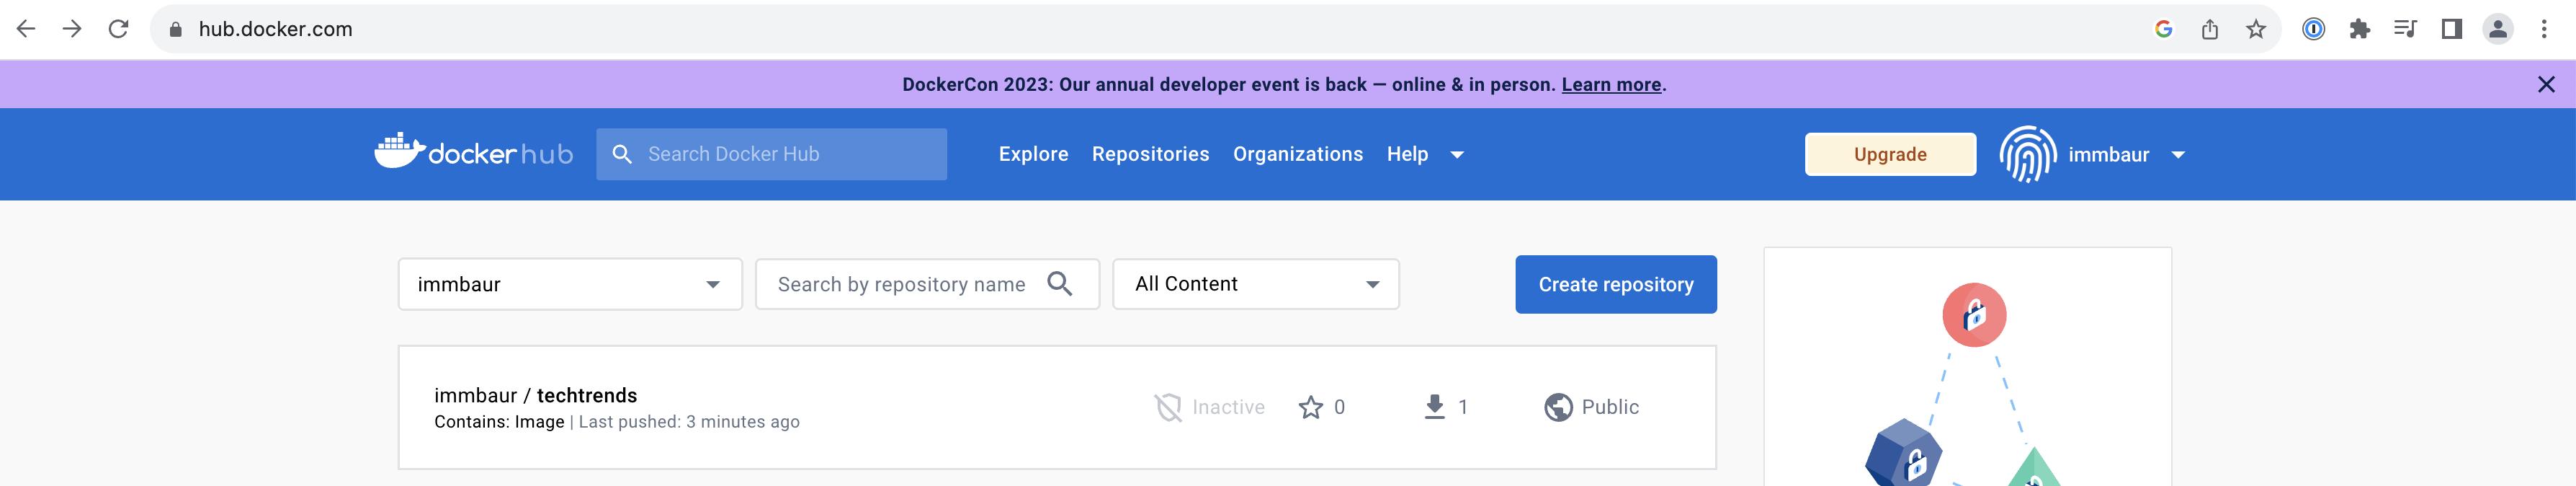 hub.docker.com
DockerCon 2023: Our annual developer event is back — online & in person. Learn more.
docker hub
Search Docker Hub
Explore Repositories Organizations Help
Upgrade
immbaur
immbaur
Search by repository name
All Content
Create repository
immbaur / techtrends
Contains: Image | Last pushed: 3 minutes ago
Inactive
0
1
Public